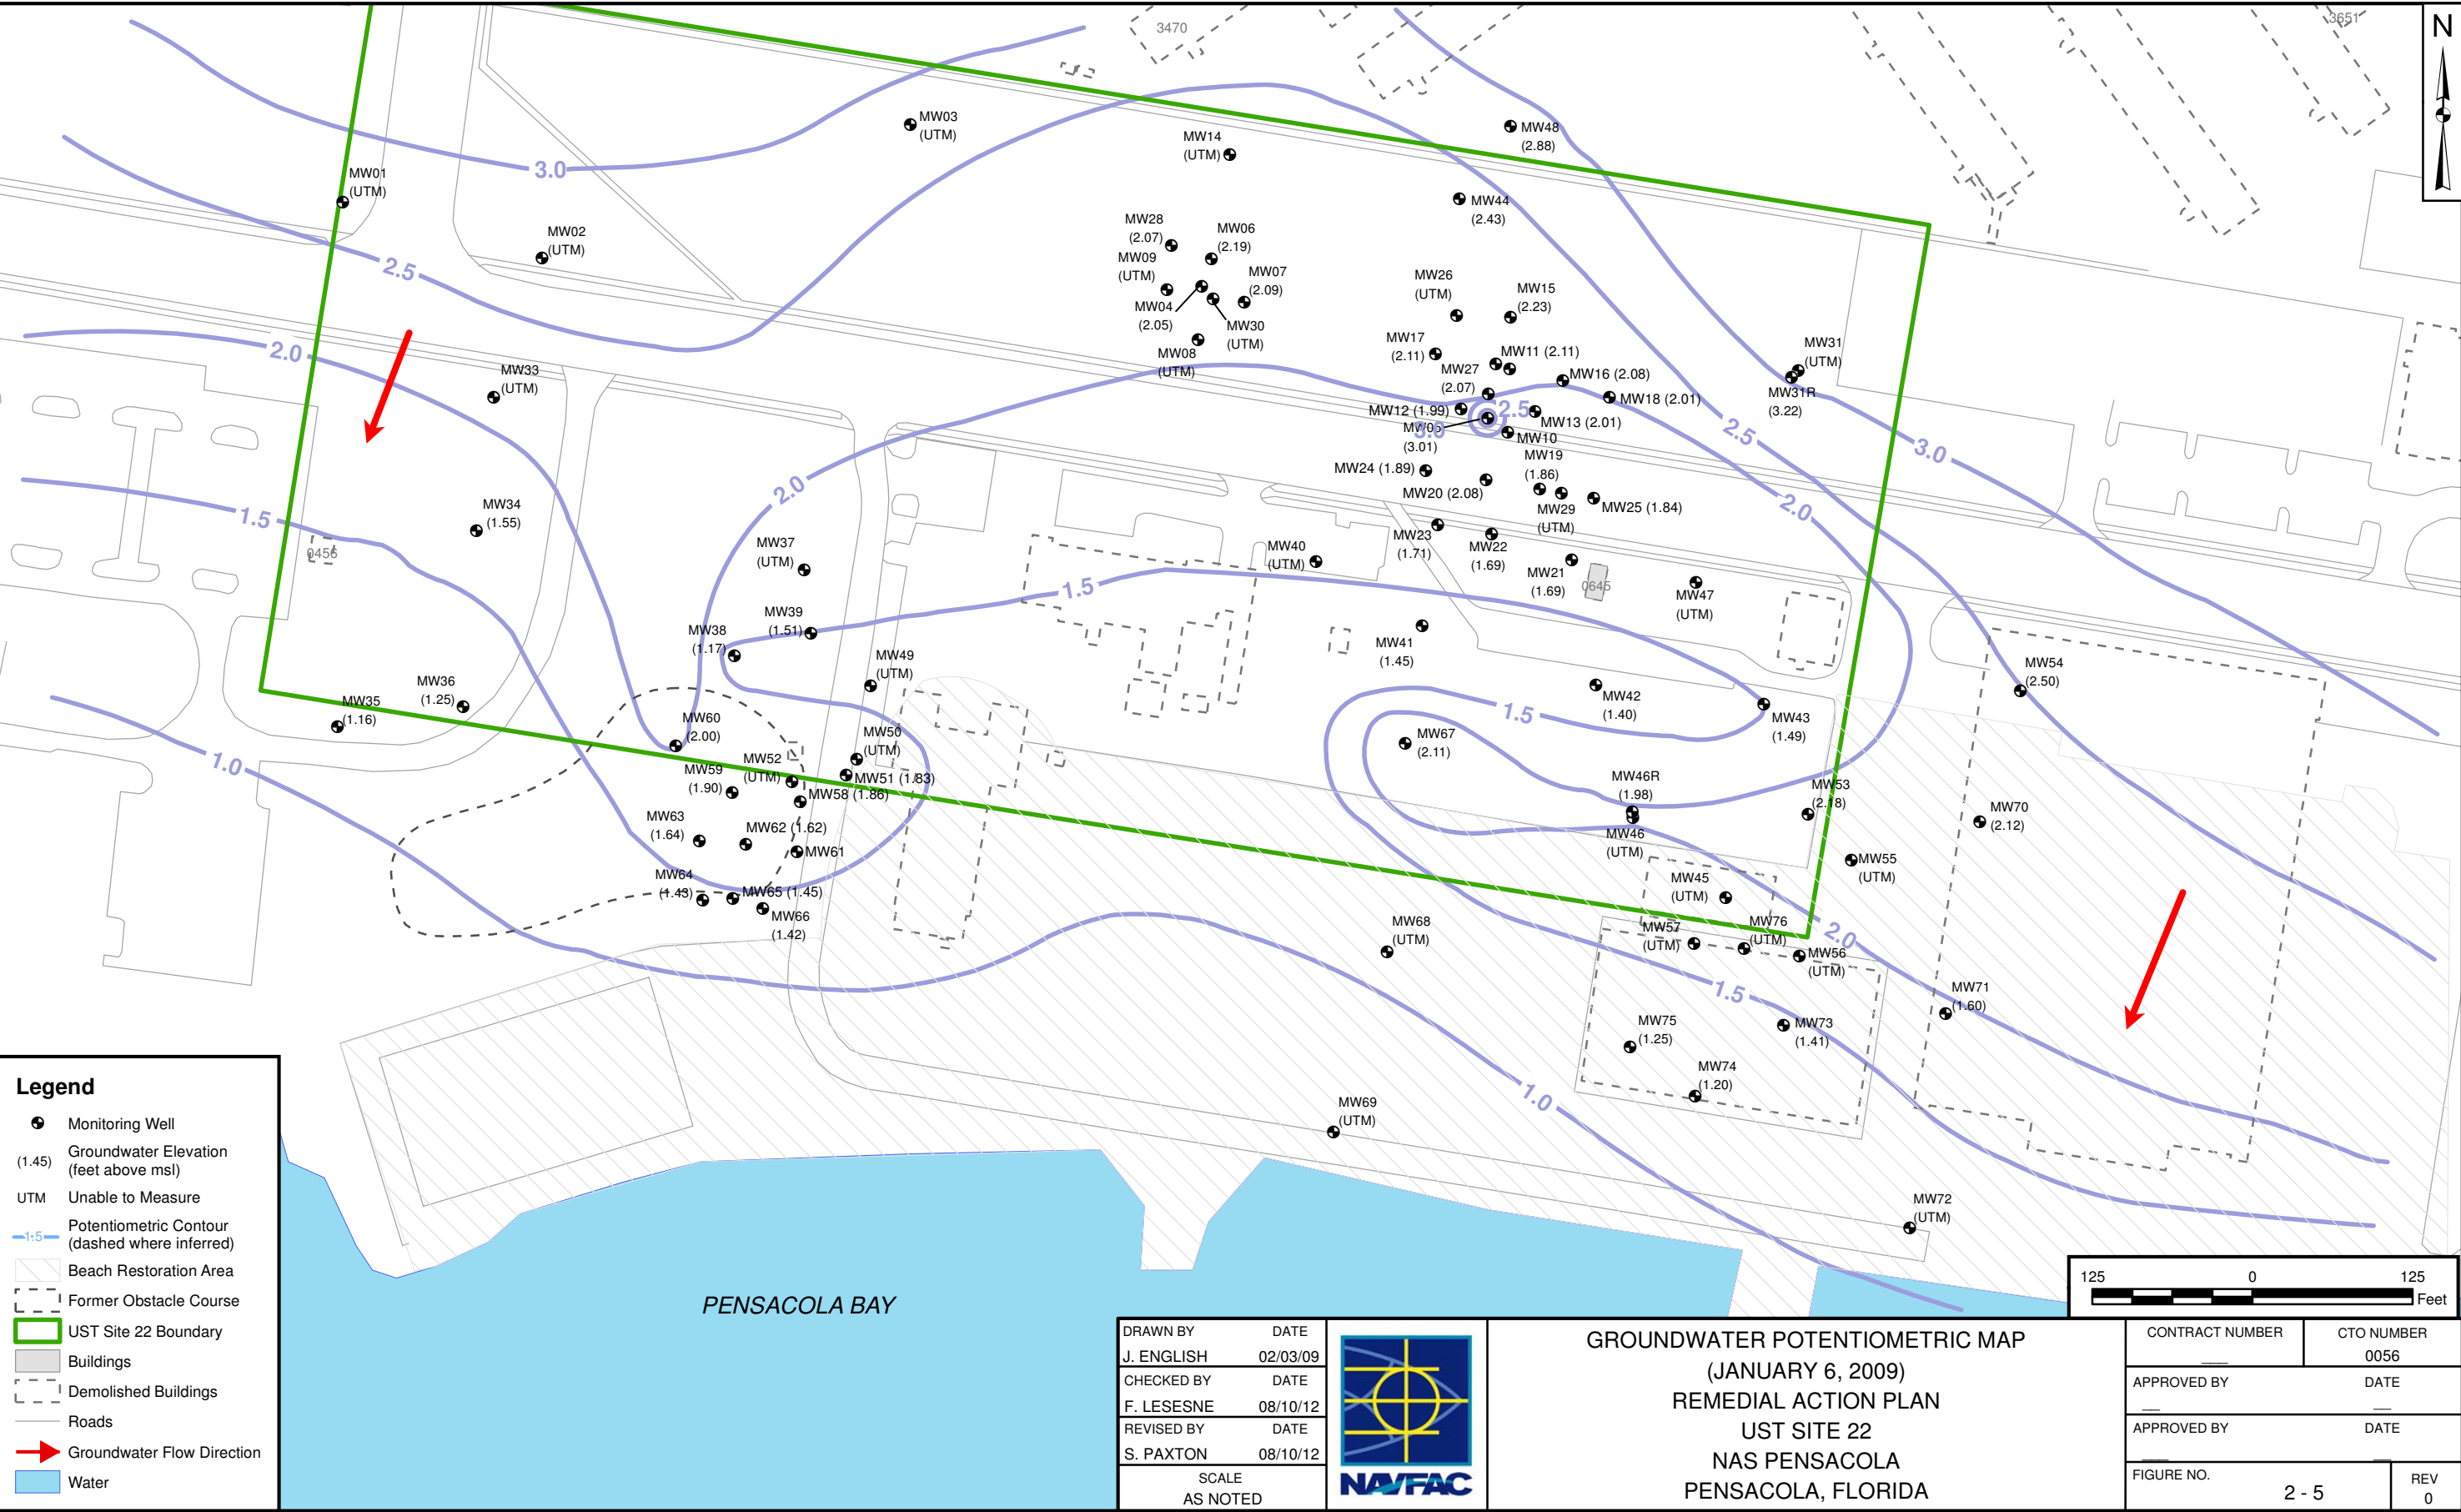 3470
3651
N
MW03
(UTM)
MW14
(UTM)
MW48
(2.88)
3.0
MW01
(UTM)
MW44
(2.43)
MW02
(UTM)
MW28
(2.07)
MW06
(2.19)
MW09
(UTM)
MW07
(2.09)
2.5
MW26
(UTM)
MW15
(2.23)
MW04
(2.05)
MW30
(UTM)
2.0
MW08
(UTM)
MW17
(2.11)
MW11 (2.11)
MW31
(UTM)
MW33
(UTM)
MW27
(2.07)
MW16 (2.08)
MW31R
(3.22)
MW18 (2.01)
MW12 (1.99)
2.5
MW13 (2.01)
3.0
(3.01)
MW10
2.5
3.0
MW24 (1.89)
MW19
(1.86)
2.0
MW20 (2.08)
MW25 (1.84)
2.0
MW34
(1.55)
1.5
MW29
(UTM)
0456
MW37
(UTM)
MW40
(UTM)
MW23
(1.71)
MW22
(1.69)
MW21
(1.69)
0645
MW47
(UTM)
1.5
MW39
(1.51)
MW38
(1.17)
MW41
(1.45)
MW49
(UTM)
MW54
(2.50)
MW36
(1.25)
MW35
(1.16)
MW42
(1.40)
1.5
MW43
(1.49)
MW60
(2.00)
MW50
(UTM)
MW67
(2.11)
1.0
MW52
(UTM)
MW59
(1.90)
MW51 (1.83)
MW58 (1.86)
MW46R
(1.98)
MW53
(2.18)
MW70
(2.12)
MW63
(1.64)
MW62 (1.62)
MW61
MW46
(UTM)
MW55
(UTM)
MW64
(1.43)
MW65 (1.45)
MW66
(1.42)
MW45
(UTM)
MW68
(UTM)
MW57
(UTM)
MW76
(UTM)
2.0
MW56
(UTM)
1.5
MW71
(1.60)
MW75
(1.25)
MW73
(1.41)
MW74
(1.20)
1.0
MW69
(UTM)
MW72
(UTM)
PENSACOLA BAY
Legend
Monitoring Well
(1.45) Groundwater Elevation
(feet above msl)
UTM Unable to Measure
1.5 Potentiometric Contour
(dashed where inferred)
Beach Restoration Area
Former Obstacle Course
UST Site 22 Boundary
Buildings
Demolished Buildings
Roads
Groundwater Flow Direction
Water
125 0 125
Feet
DRAWN BY DATE
J. ENGLISH 02/03/09
CHECKED BY DATE
F. LESESNE 08/10/12
REVISED BY DATE
S. PAXTON 08/10/12
SCALE
AS NOTED
NAVFAC
GROUNDWATER POTENTIOMETRIC MAP
(JANUARY 6, 2009)
REMEDIAL ACTION PLAN
UST SITE 22
NAS PENSACOLA
PENSACOLA, FLORIDA
CONTRACT NUMBER
CTO NUMBER
0056
APPROVED BY DATE
APPROVED BY DATE
FIGURE NO.
2 - 5
REV
0